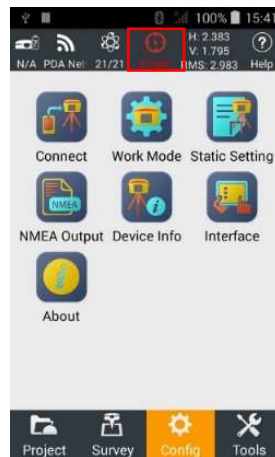 100% 15:41
N/A PDA Net 21/21 H: 2.383
V: 1.795
RMS: 2.983 Help
?
Connect Work Mode Static Setting
NMEA
NMEA Output Device Info Interface
About
Project Survey Config Tools